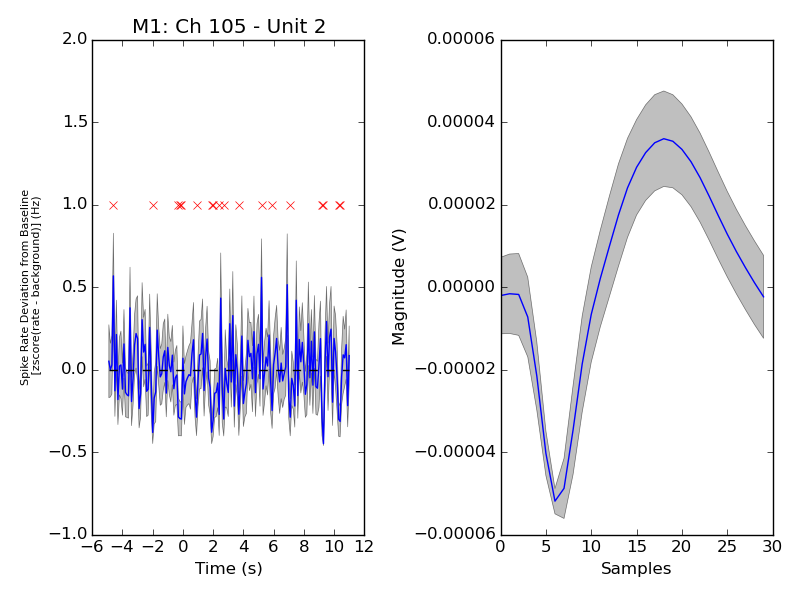 M1: Ch 105 - Unit 2
2.0
1.5
1.0
0.5
0.0
−0.5
−1.0
Spike Rate Deviation from Baseline
[zscore(rate - background)] (Hz)
−6 −4 −2 0 2 4 6 8 10 12
Time (s)
0.00006
0.00004
0.00002
0.00000
−0.00002
−0.00004
−0.00006
Magnitude (V)
0 5 10 15 20 25 30
Samples